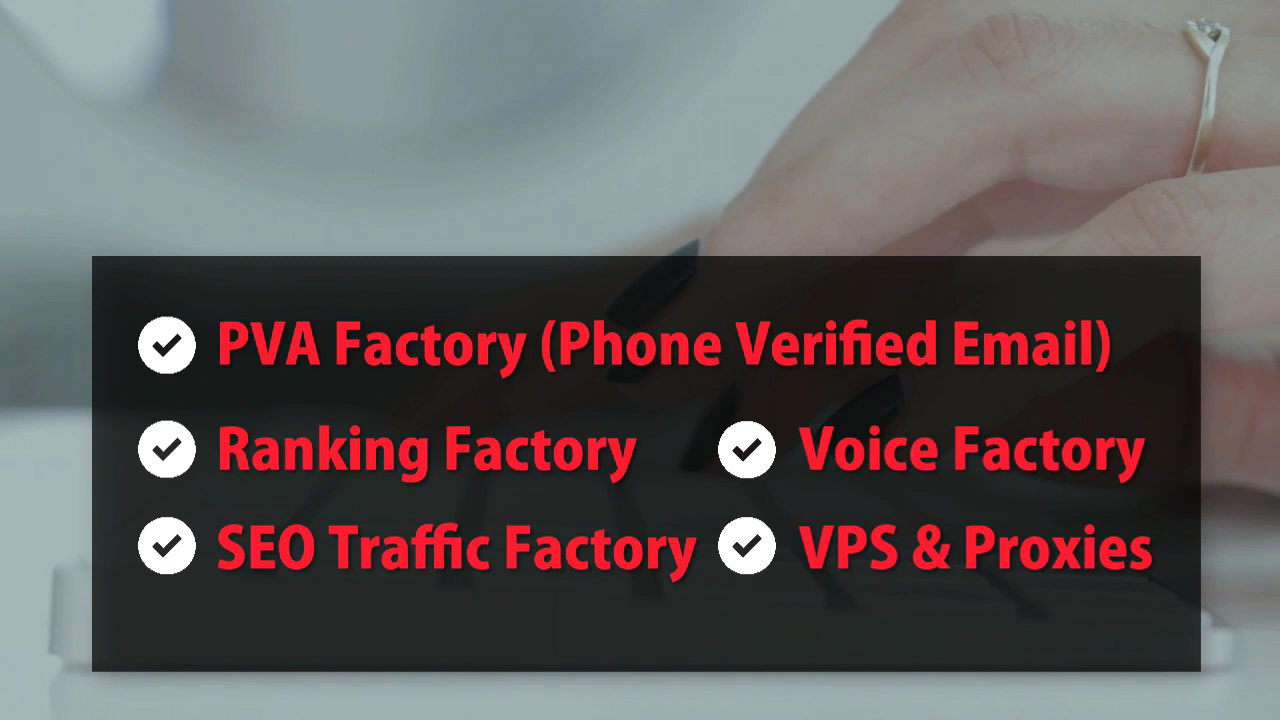 PVA Factory (Phone Verified Email)
Ranking Factory
Voice Factory
SEO Traffic Factory
VPS & Proxies